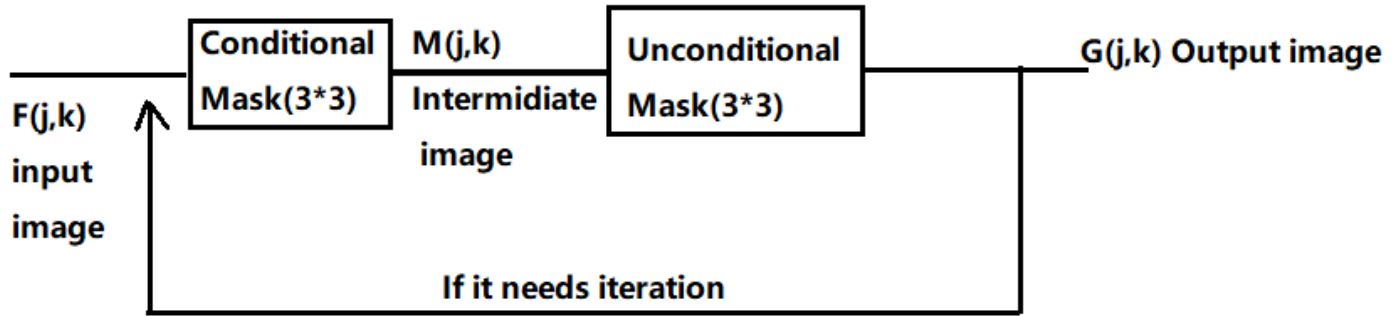 F(j,k)
input
image
Conditional
Mask(3*3)
M(j,k)
Intermidiate
image
Unconditional
Mask(3*3)
G(j,k) Output image
If it needs iteration